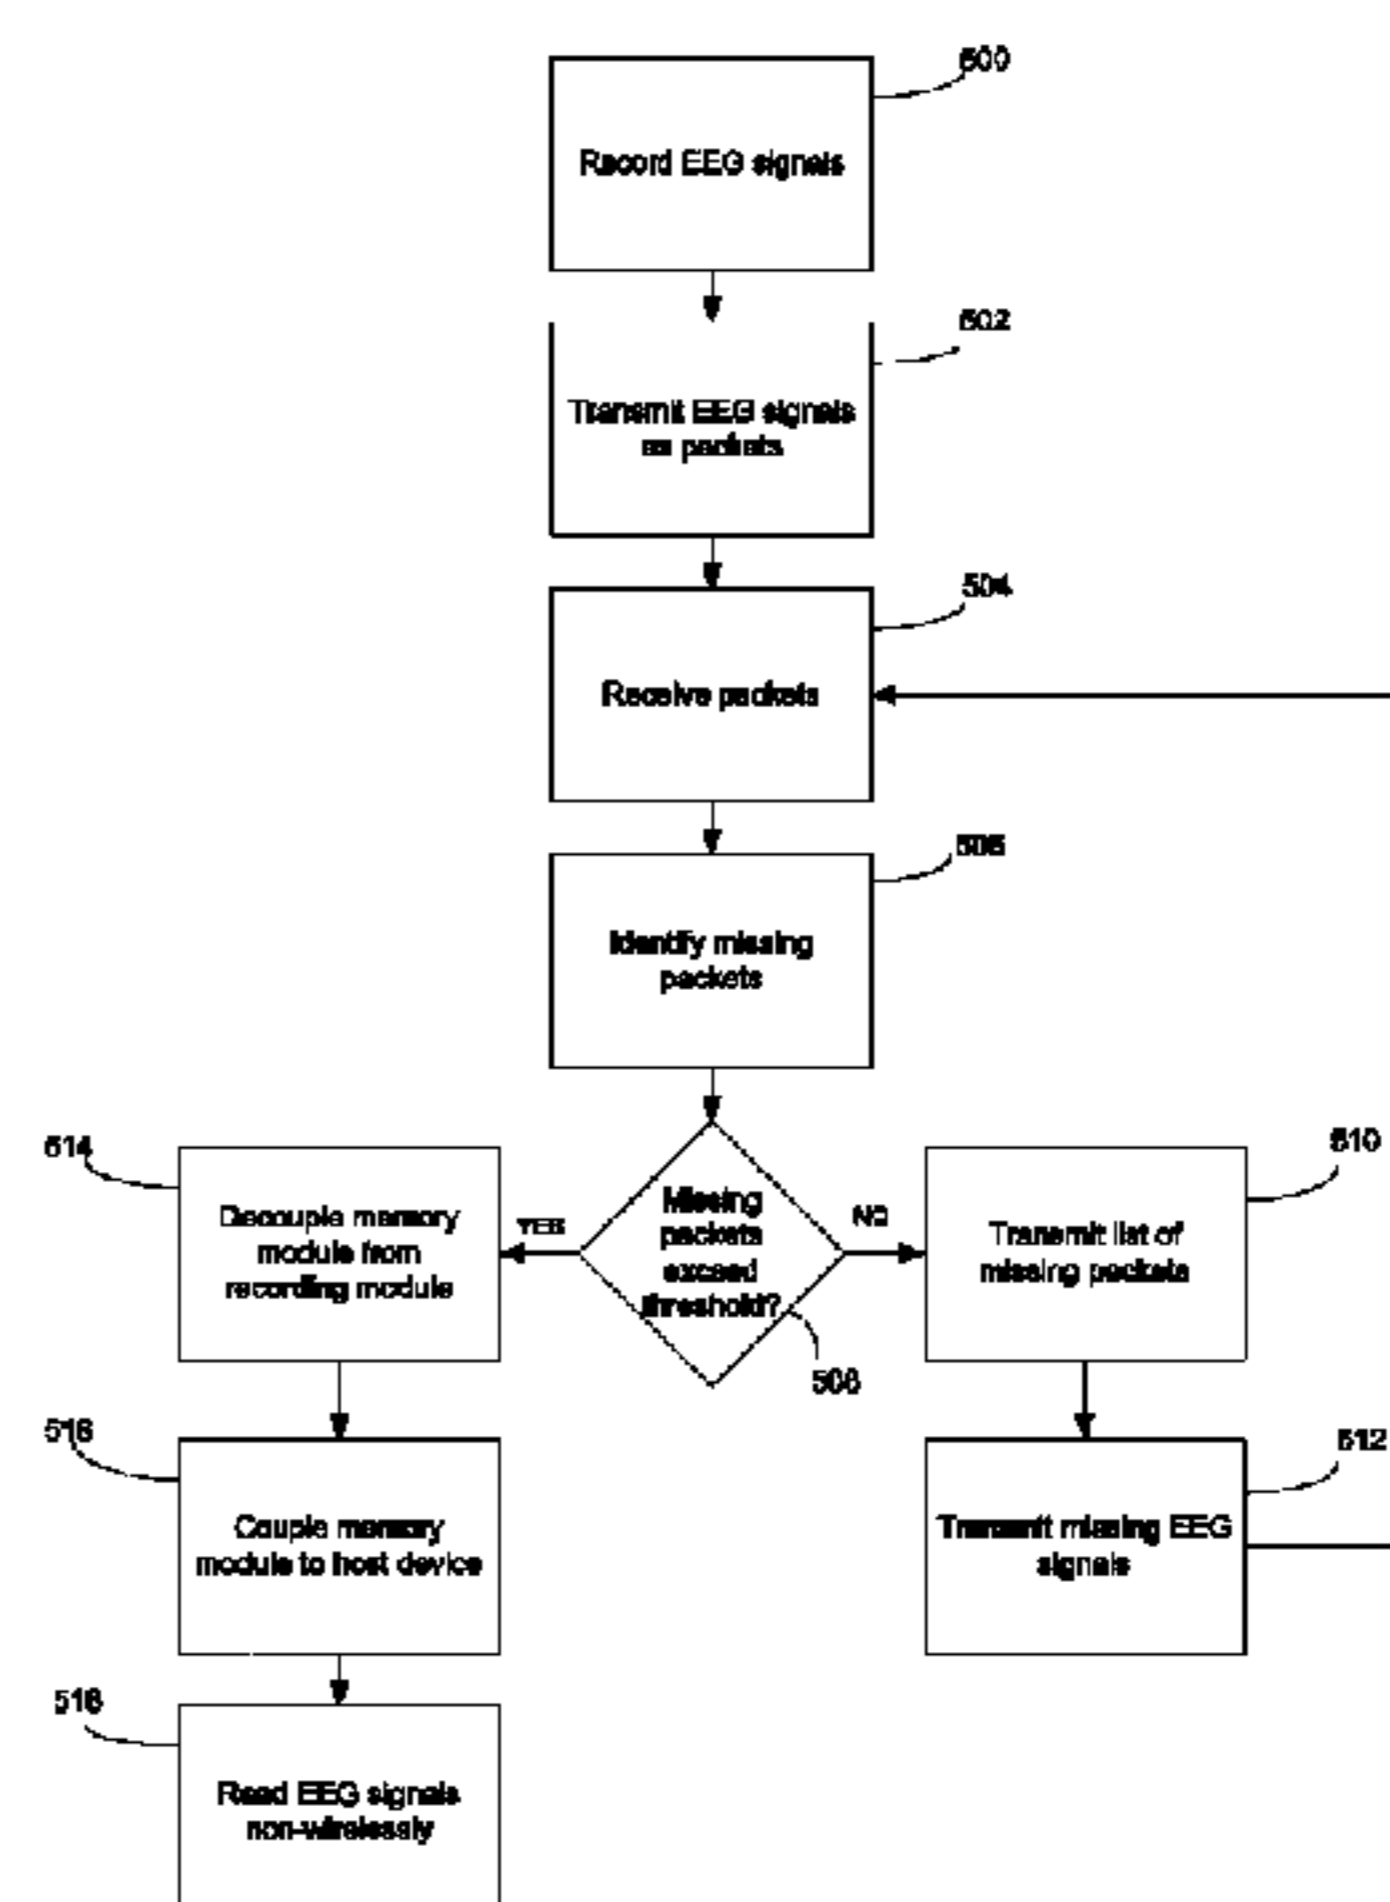 500
Record EEG signals
502
Transmit EEG signals
as packets
504
Receive packets
506
Identify missing
packets
514
Decouple memory
module from
recording module
YES
Missing
packets
exceed
threshold?
508
NO
510
Transmit list of
missing packets
516
Couple memory
module to host device
512
Transmit missing EEG
signals
518
Read EEG signals
non-wirelessly